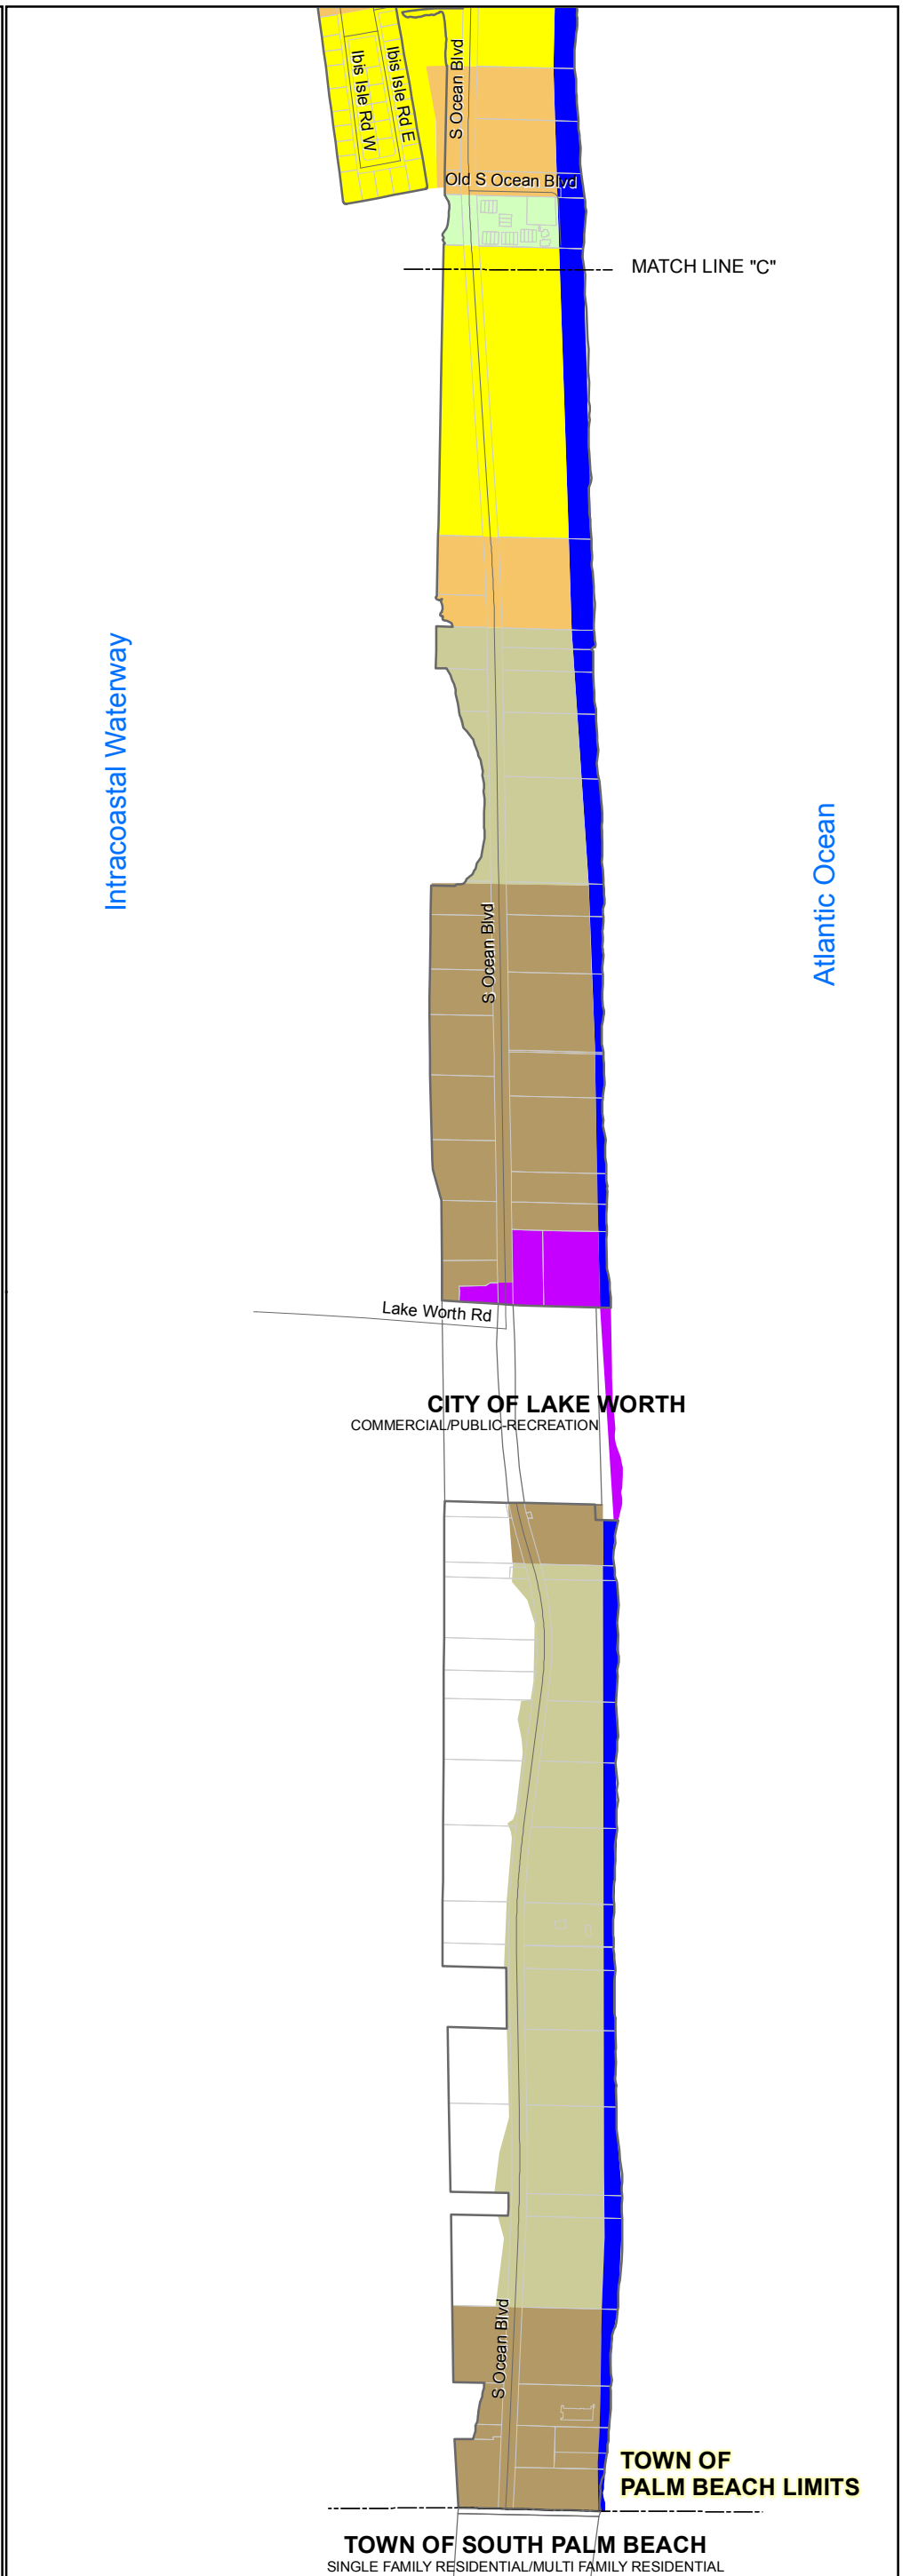 S Ocean Blvd
Ibis Isle Rd E
Ibis Isle Rd W
Old S Ocean Blvd
MATCH LINE "C"
Intracoastal Waterway
Atlantic Ocean
S Ocean Blvd
Lake Worth Rd
CITY OF LAKE WORTH
COMMERCIAL/PUBLIC-RECREATION
S Ocean Blvd
TOWN OF
PALM BEACH LIMITS
TOWN OF SOUTH PALM BEACH
SINGLE FAMILY RESIDENTIAL/MULTI FAMILY RESIDENTIAL